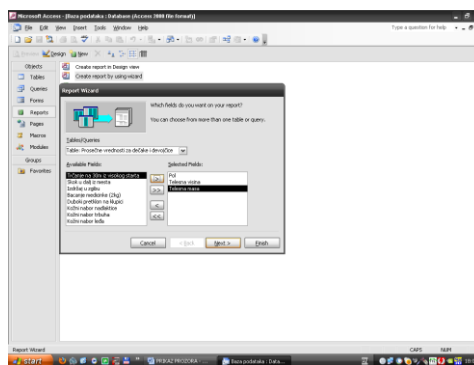 Microsoft Access - [Baza podataka : Database (Access 2000 file format)]
File Edit View Insert Tools Window Help
Type a question for help
Preview Design New
Objects
Tables
Queries
Forms
Reports
Pages
Macros
Modules
Groups
Favorites
Create report in Design view
Create report by using wizard
Report Wizard
Which fields do you want on your report?
You can choose from more than one table or query.
Tables/Queries
Table: Prosečne vrednosti za dečake i devojčice
Available Fields:
Selected Fields:
Trčanje na 30m iz visokog starta
Skok u dalj iz mesta
Izdržaj u zgibu
Bacanje medicinke (2kg)
Duboki pretklon na klupici
Kožni nabor nadlaktice
Kožni nabor trbuha
Kožni nabor leđa
>
>>
<
<<
Pol
Telesna visina
Telesna masa
Cancel
< Back
Next >
Finish
Report Wizard
CAPS NUM
start
PRIKAZ PROZORA - ...
Baza podataka : Data...